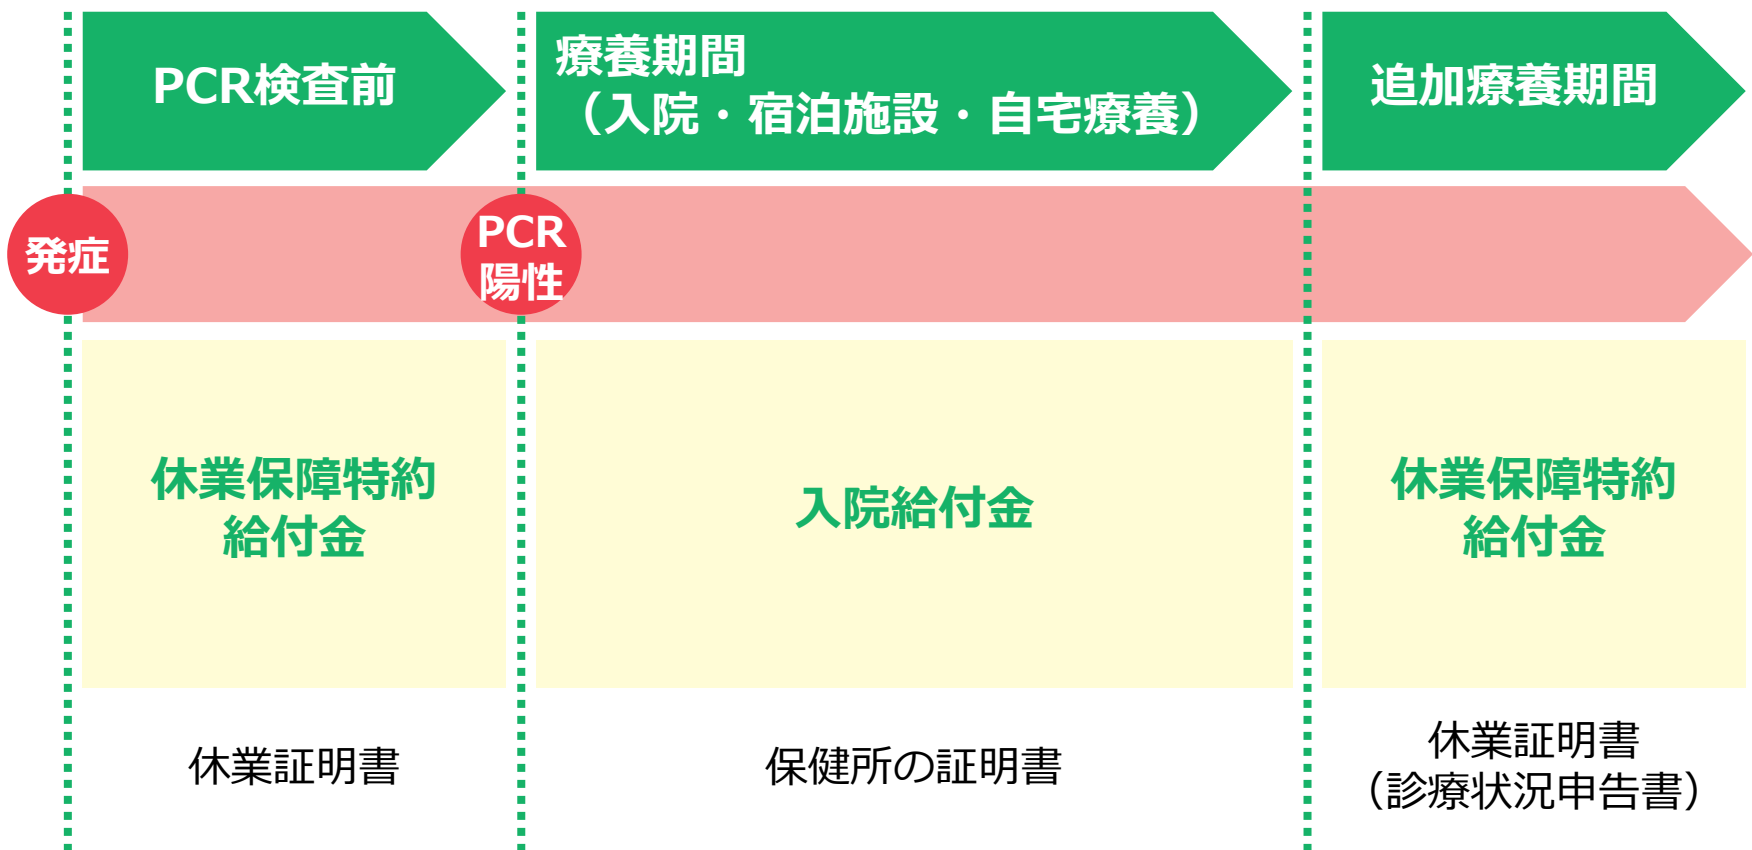 PCR検査前
療養期間
（入院・宿泊施設・自宅療養）
追加療養期間
発症
PCR
陽性
休業保障特約
給付金
入院給付金
休業保障特約
給付金
休業証明書
保健所の証明書
休業証明書
（診療状況申告書）